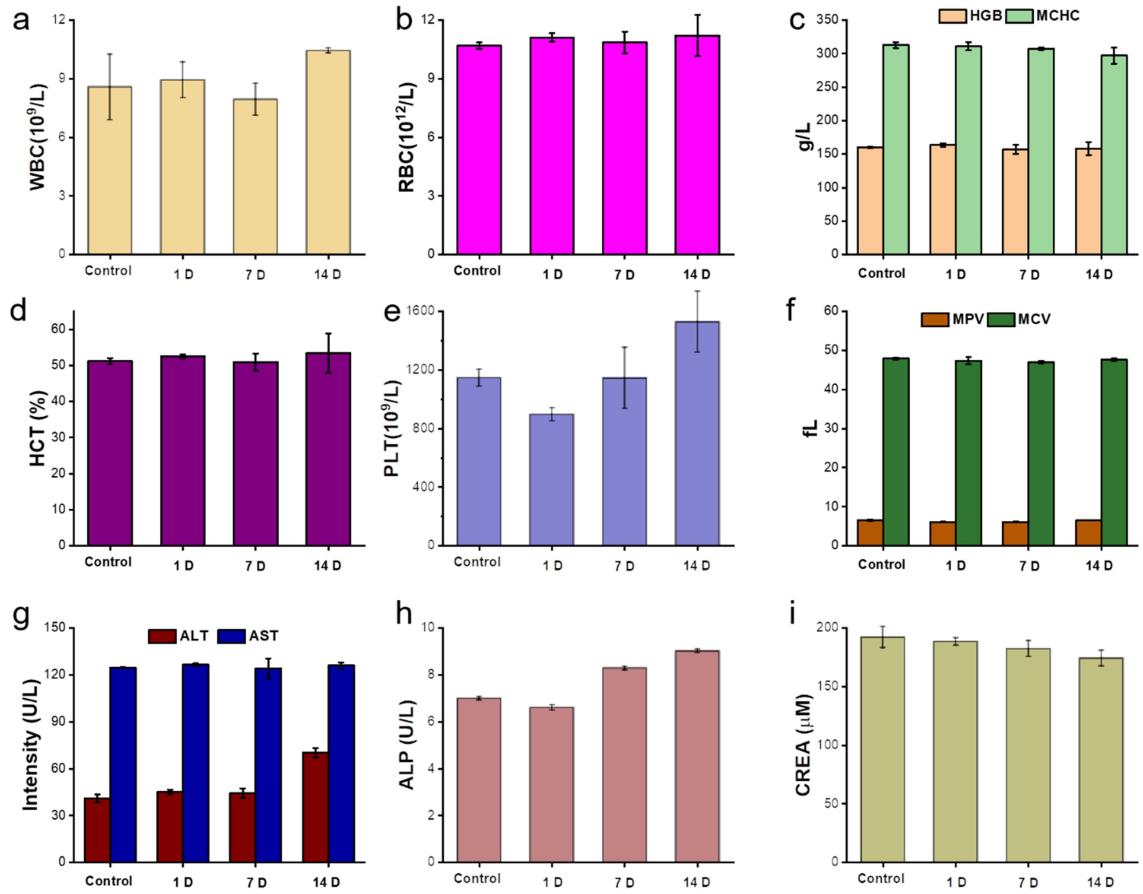 a
WBC(10⁹/L)
12
9
6
3
0
Control 1 D 7 D 14 D
b
RBC(10¹²/L)
12
9
6
3
0
Control 1 D 7 D 14 D
c
HGB MCHC
g/L
350
300
250
200
150
100
50
0
Control 1 D 7 D 14 D
d
HCT (%)
60
50
40
30
20
10
0
Control 1 D 7 D 14 D
e
PLT(10⁹/L)
1600
1200
800
400
0
Control 1 D 7 D 14 D
f
MPV MCV
fL
60
50
40
30
20
10
0
Control 1 D 7 D 14 D
g
ALT AST
Intensity (U/L)
150
120
90
60
30
0
Control 1 D 7 D 14 D
h
ALP (U/L)
10
8
6
4
2
0
Control 1 D 7 D 14 D
i
CREA (μM)
200
150
100
50
0
Control 1 D 7 D 14 D